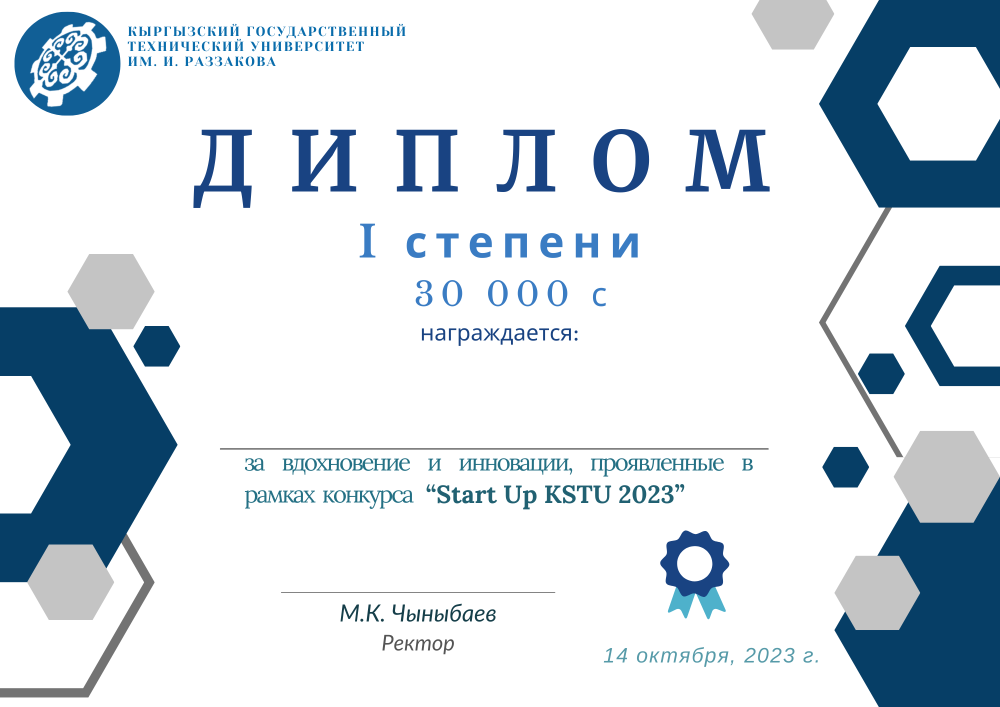 КЫРГЫЗСКИЙ ГОСУДАРСТВЕННЫЙ
ТЕХНИЧЕСКИЙ УНИВЕРСИТЕТ
ИМ. И. РАЗЗАКОВА
ДИПЛОМ
I степени
30 000 с
награждается:
за вдохновение и инновации, проявленные в
рамках конкурса “Start Up KSTU 2023”
М.К. Чыныбаев
Ректор
14 октября, 2023 г.